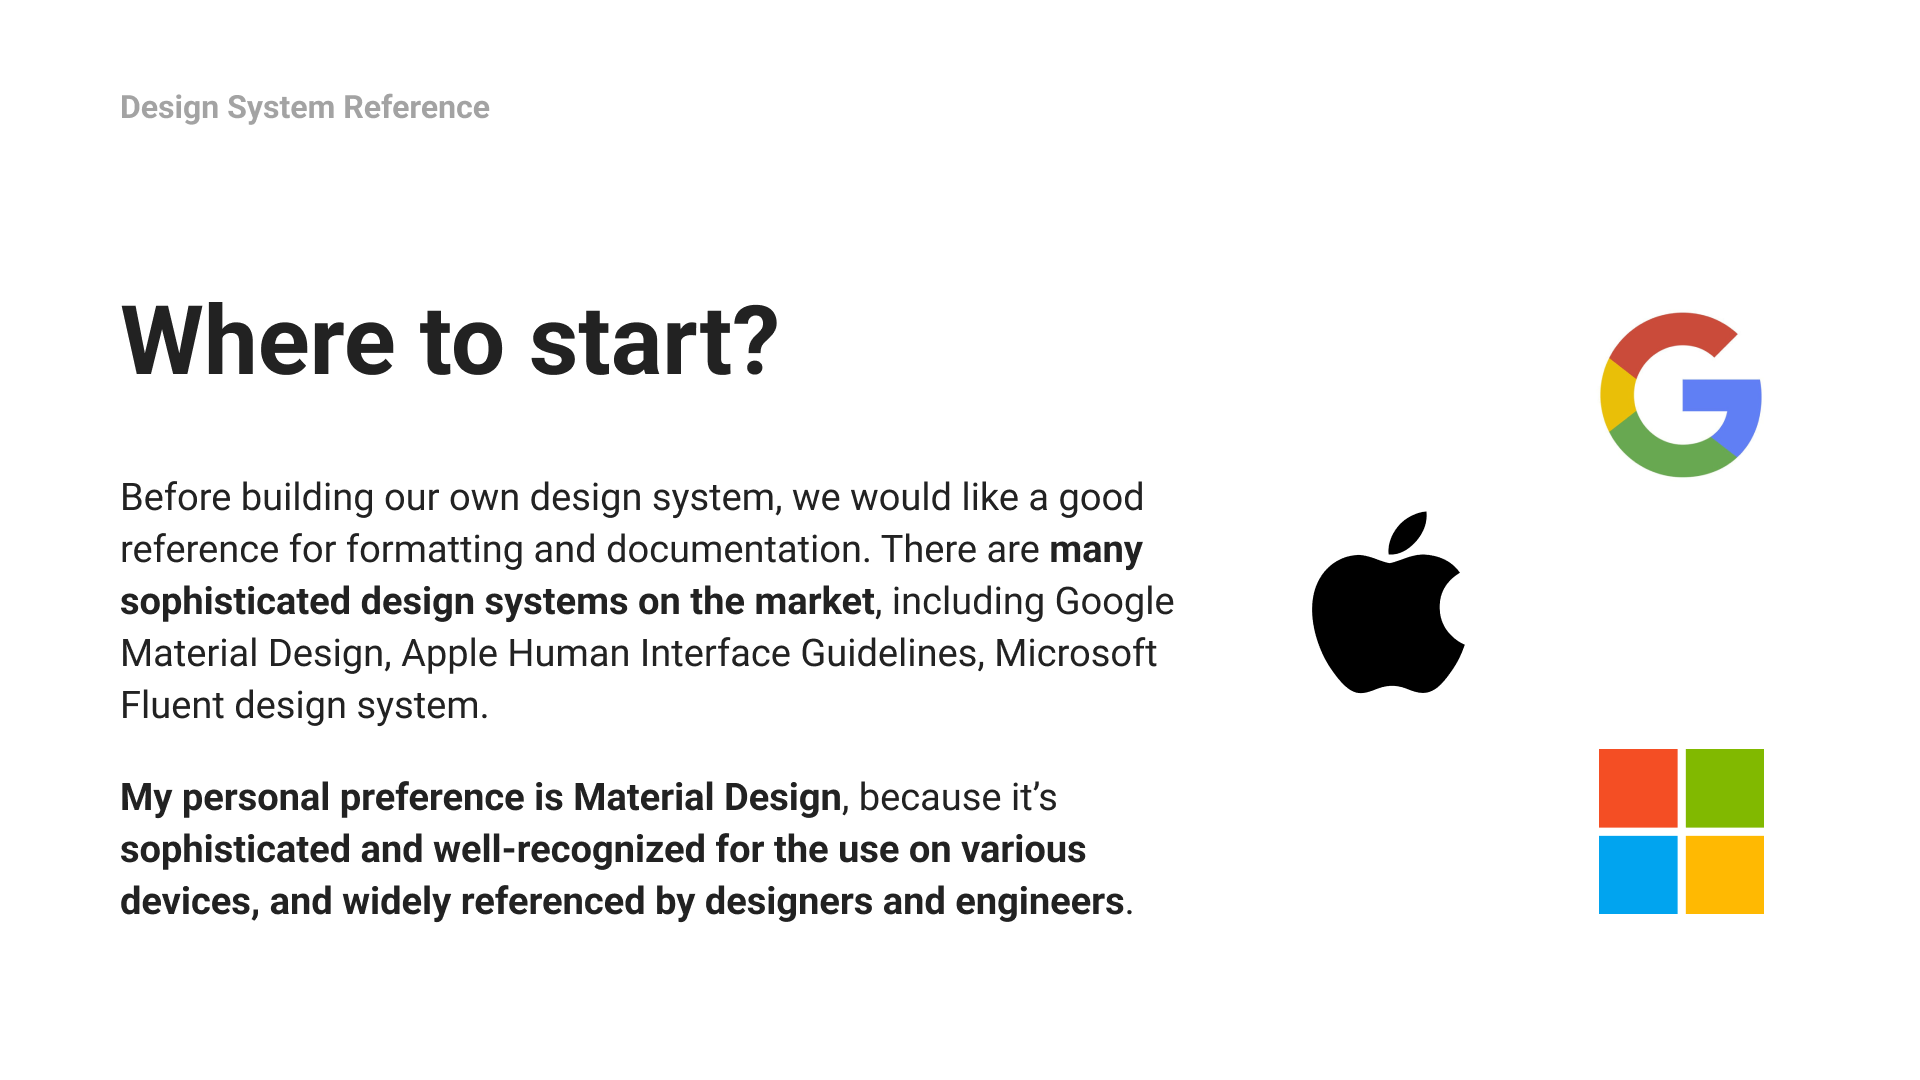 Design System Reference
Where to start?
Before building our own design system, we would like a good
reference for formatting and documentation. There are many
sophisticated design systems on the market, including Google
Material Design, Apple Human Interface Guidelines, Microsoft
Fluent design system.
My personal preference is Material Design, because it’s
sophisticated and well-recognized for the use on various
devices, and widely referenced by designers and engineers.